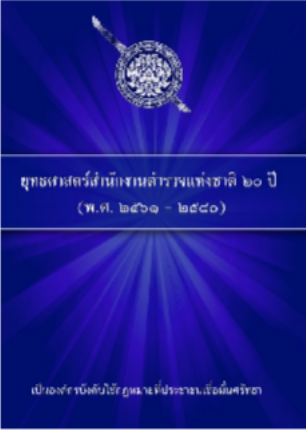 ยุทธศาสตร์สำนักงานตำรวจแห่งชาติ ๒๐ ปี
(พ.ศ. ๒๕๖๑ - ๒๕๘๐)
เป็นองค์กรบังคับใช้กฎหมายที่ประชาชนเชื่อมั่นศรัทธา